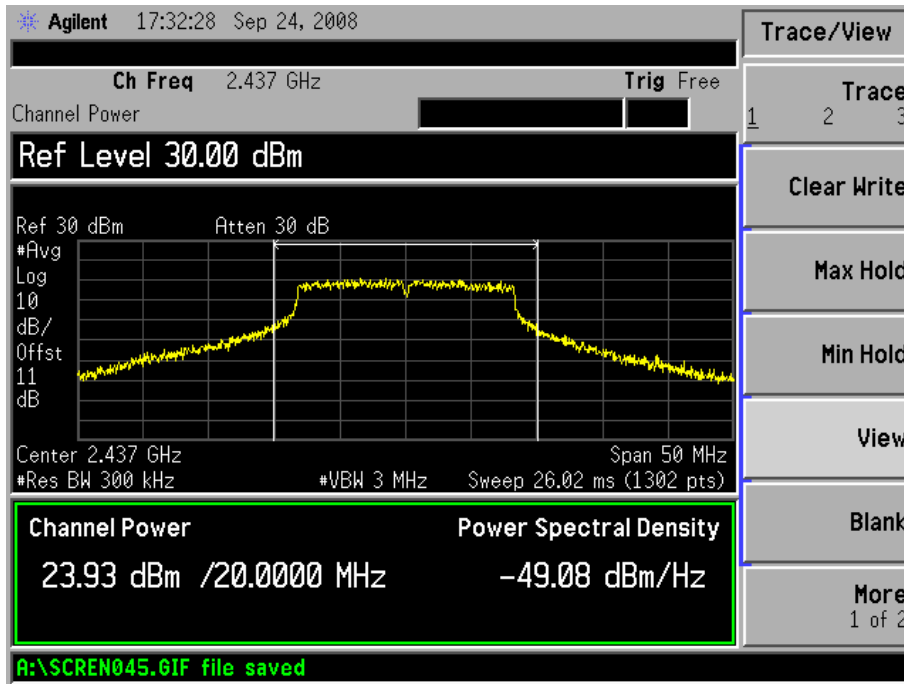 Agilent 17:32:28 Sep 24, 2008
Trace/View
Ch Freq 2.437 GHz Trig Free
Channel Power
Trace
1 2 3
Ref Level 30.00 dBm
Clear Write
Ref 30 dBm Atten 30 dB
#Avg
Log
10
dB/
Offst
11
dB
Max Hold
Min Hold
View
Center 2.437 GHz Span 50 MHz
#Res BW 300 kHz #VBW 3 MHz Sweep 26.02 ms (1302 pts)
Channel Power Power Spectral Density
23.93 dBm /20.0000 MHz -49.08 dBm/Hz
Blank
More
1 of 2
A:\SCREN045.GIF file saved